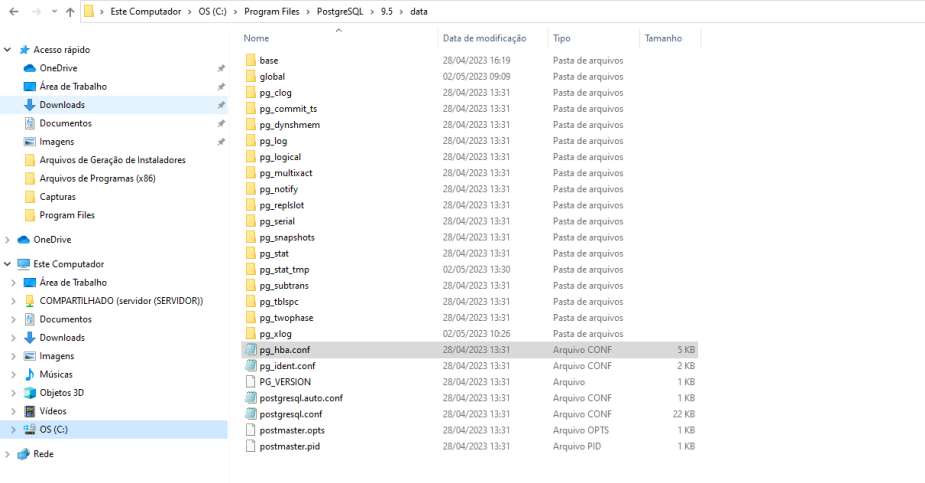 Este Computador > OS (C:) > Program Files > PostgreSQL > 9.5 > data
Nome Data de modificação Tipo Tamanho
Acesso rápido
OneDrive
Área de Trabalho
Downloads
Documentos
Imagens
Arquivos de Geração de Instaladores
Arquivos de Programas (x86)
Capturas
Program Files
OneDrive
Este Computador
Área de Trabalho
COMPARTILHADO (servidor (SERVIDOR))
Documentos
Downloads
Imagens
Músicas
Objetos 3D
Vídeos
OS (C:)
Rede
base 28/04/2023 16:19 Pasta de arquivos
global 02/05/2023 09:09 Pasta de arquivos
pg_clog 28/04/2023 13:31 Pasta de arquivos
pg_commit_ts 28/04/2023 13:31 Pasta de arquivos
pg_dynshmem 28/04/2023 13:31 Pasta de arquivos
pg_log 28/04/2023 13:31 Pasta de arquivos
pg_logical 28/04/2023 13:31 Pasta de arquivos
pg_multixact 28/04/2023 13:31 Pasta de arquivos
pg_notify 28/04/2023 13:31 Pasta de arquivos
pg_replslot 28/04/2023 13:31 Pasta de arquivos
pg_serial 28/04/2023 13:31 Pasta de arquivos
pg_snapshots 28/04/2023 13:31 Pasta de arquivos
pg_stat 28/04/2023 13:31 Pasta de arquivos
pg_stat_tmp 02/05/2023 13:30 Pasta de arquivos
pg_subtrans 28/04/2023 13:31 Pasta de arquivos
pg_tblspc 28/04/2023 13:31 Pasta de arquivos
pg_twophase 28/04/2023 13:31 Pasta de arquivos
pg_xlog 02/05/2023 10:26 Pasta de arquivos
pg_hba.conf 28/04/2023 13:31 Arquivo CONF 5 KB
pg_ident.conf 28/04/2023 13:31 Arquivo CONF 2 KB
PG_VERSION 28/04/2023 13:31 Arquivo 1 KB
postgresql.auto.conf 28/04/2023 13:31 Arquivo CONF 1 KB
postgresql.conf 28/04/2023 13:31 Arquivo CONF 22 KB
postmaster.opts 28/04/2023 13:31 Arquivo OPTS 1 KB
postmaster.pid 28/04/2023 13:31 Arquivo PID 1 KB